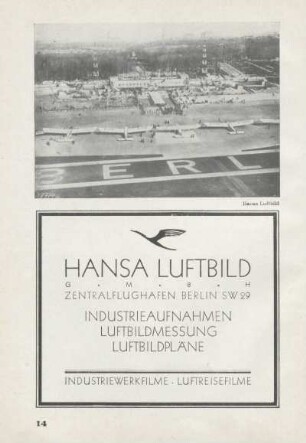 BERL
Hansa Luftbild
HANSA LUFTBILD
G · M · B · H
ZENTRALFLUGHAFEN BERLIN SW 29
INDUSTRIEAUFNAHMEN
LUFTBILDMESSUNG
LUFTBILDPLÄNE
INDUSTRIEWERKFILME · LUFTREISEFILME
14